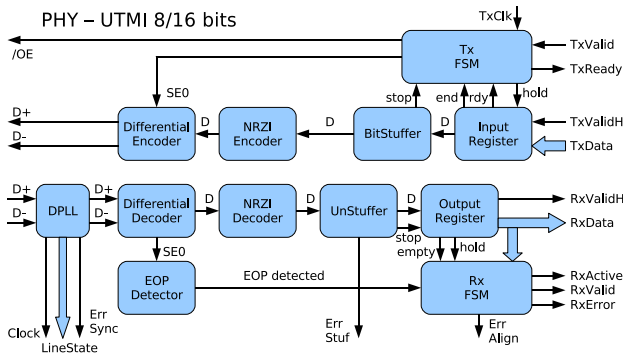 PHY – UTMI 8/16 bits
TxClk
/OE
Tx
FSM
TxValid
TxReady
SE0
stop
end
rdy
hold
D+
D-
Differential
Encoder
D
NRZI
Encoder
D
BitStuffer
D
Input
Register
TxValidH
TxData
D+
D-
DPLL
D+
D-
Differential
Decoder
D
NRZI
Decoder
D
UnStuffer
D
Output
Register
RxValidH
RxData
SE0
stop
empty
hold
EOP
Detector
EOP detected
Rx
FSM
RxActive
RxValid
RxError
Clock
LineState
Err
Sync
Err
Stuf
Err
Align